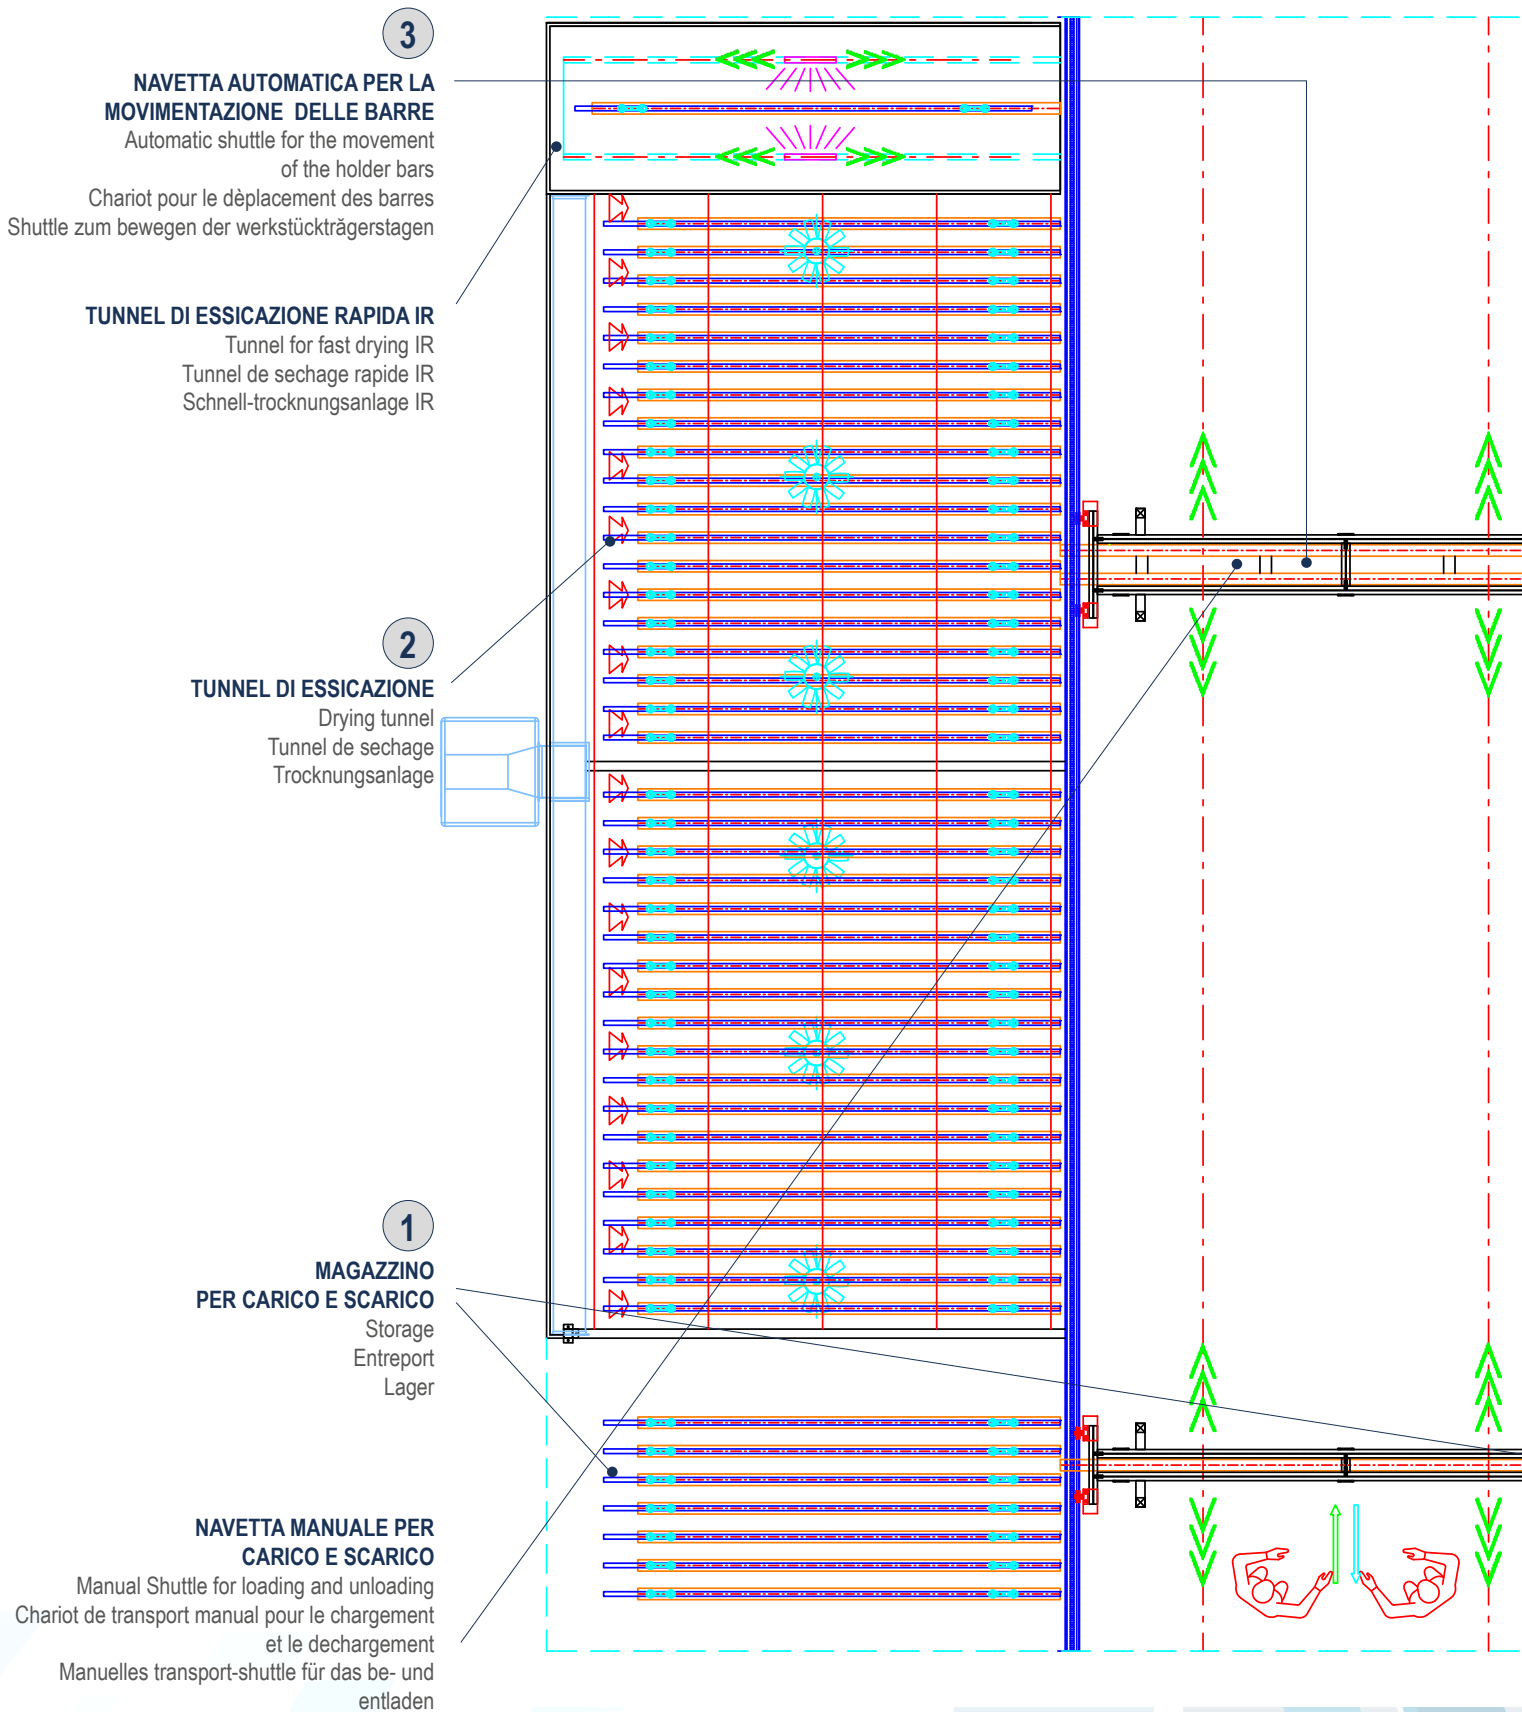 3
NAVETTA AUTOMATICA PER LA
MOVIMENTAZIONE DELLE BARRE
Automatic shuttle for the movement
of the holder bars
Chariot pour le dèplacement des barres
Shuttle zum bewegen der werkstückträgerstagen
TUNNEL DI ESSICAZIONE RAPIDA IR
Tunnel for fast drying IR
Tunnel de sechage rapide IR
Schnell-trocknungsanlage IR
2
TUNNEL DI ESSICAZIONE
Drying tunnel
Tunnel de sechage
Trocknungsanlage
1
MAGAZZINO
PER CARICO E SCARICO
Storage
Entreport
Lager
NAVETTA MANUALE PER
CARICO E SCARICO
Manual Shuttle for loading and unloading
Chariot de transport manual pour le chargement
et le dechargement
Manuelles transport-shuttle für das be- und
entladen